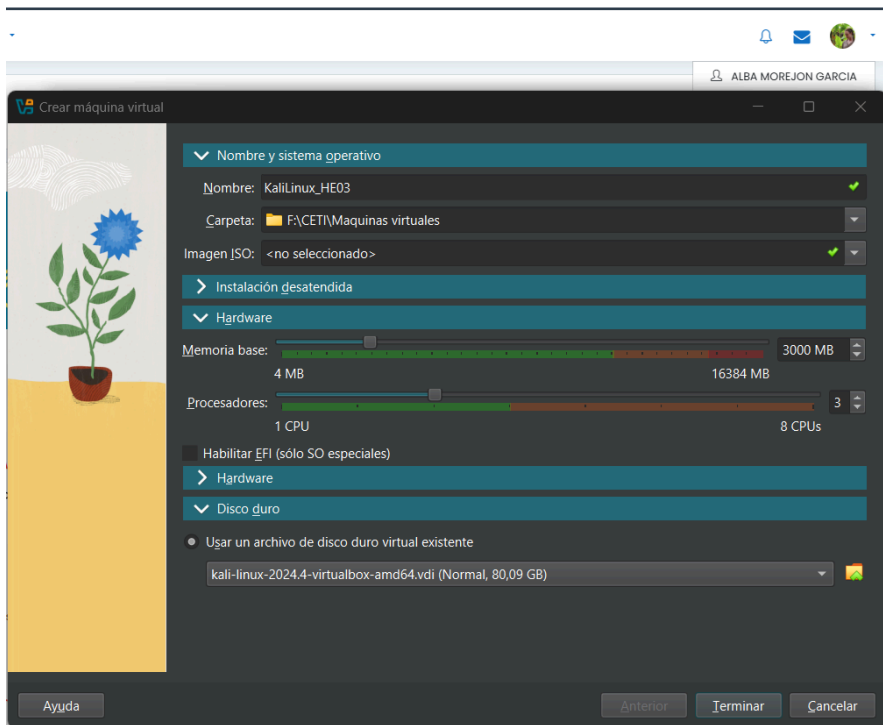 ALBA MOREJON GARCIA
Crear máquina virtual
Nombre y sistema operativo
Nombre: KaliLinux_HE03
Carpeta: F:\CETI\Maquinas virtuales
Imagen ISO: <no seleccionado>
Instalación desatendida
Hardware
Memoria base: 3000 MB
4 MB 16384 MB
Procesadores: 3
1 CPU 8 CPUs
Habilitar EFI (sólo SO especiales)
Hardware
Disco duro
Usar un archivo de disco duro virtual existente
kali-linux-2024.4-virtualbox-amd64.vdi (Normal, 80,09 GB)
Ayuda Anterior Terminar Cancelar